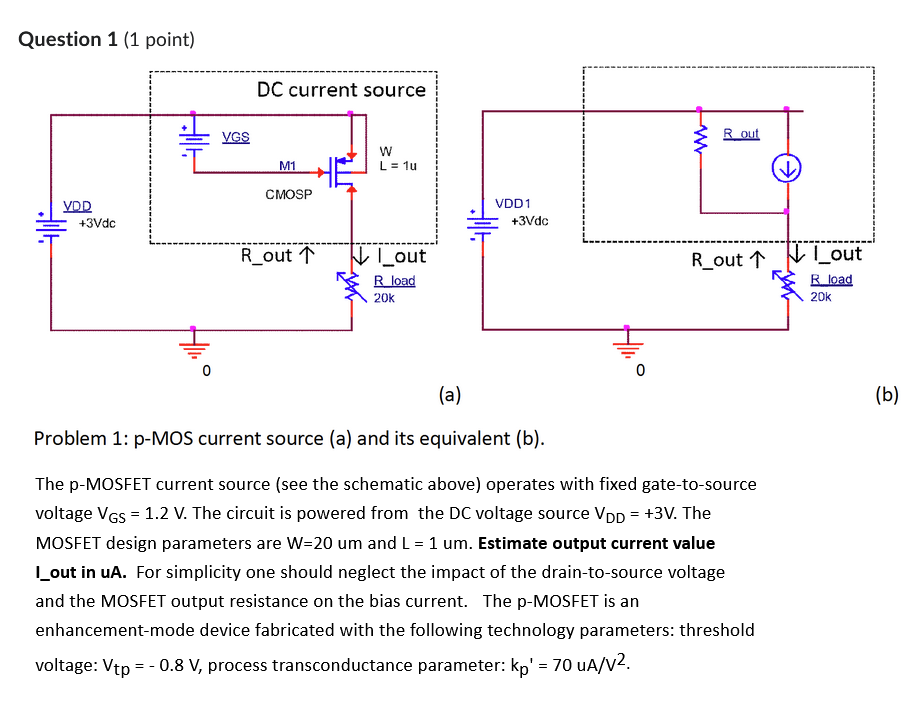 Question 1 (1 point)
DC current source
VGS
W
L = 1u
M1
CMOSP
VDD
+3Vdc
R_out ↑
↓ I_out
R_load
20k
0
(a)
R_out
VDD1
+3Vdc
R_out ↑
↓ I_out
R_load
20k
0
(b)
Problem 1: p-MOS current source (a) and its equivalent (b).
The p-MOSFET current source (see the schematic above) operates with fixed gate-to-source
voltage VGS = 1.2 V. The circuit is powered from the DC voltage source VDD = +3V. The
MOSFET design parameters are W=20 um and L = 1 um. Estimate output current value
I_out in uA. For simplicity one should neglect the impact of the drain-to-source voltage
and the MOSFET output resistance on the bias current. The p-MOSFET is an
enhancement-mode device fabricated with the following technology parameters: threshold
voltage: Vtp = - 0.8 V, process transconductance parameter: kp' = 70 uA/V².